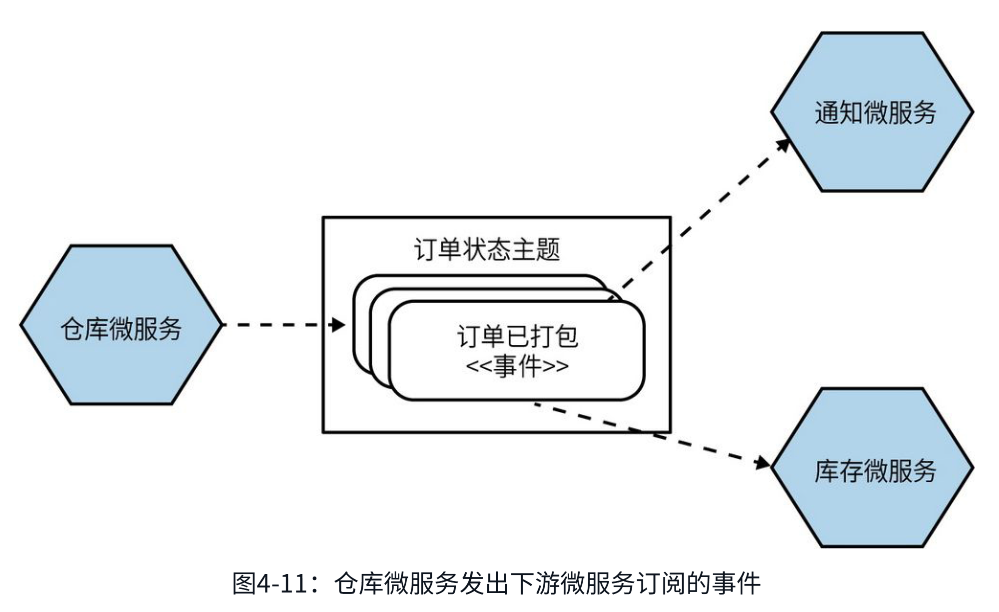 通知微服务
订单状态主题
仓库微服务
订单已打包
<<事件>>
库存微服务
图4-11：仓库微服务发出下游微服务订阅的事件